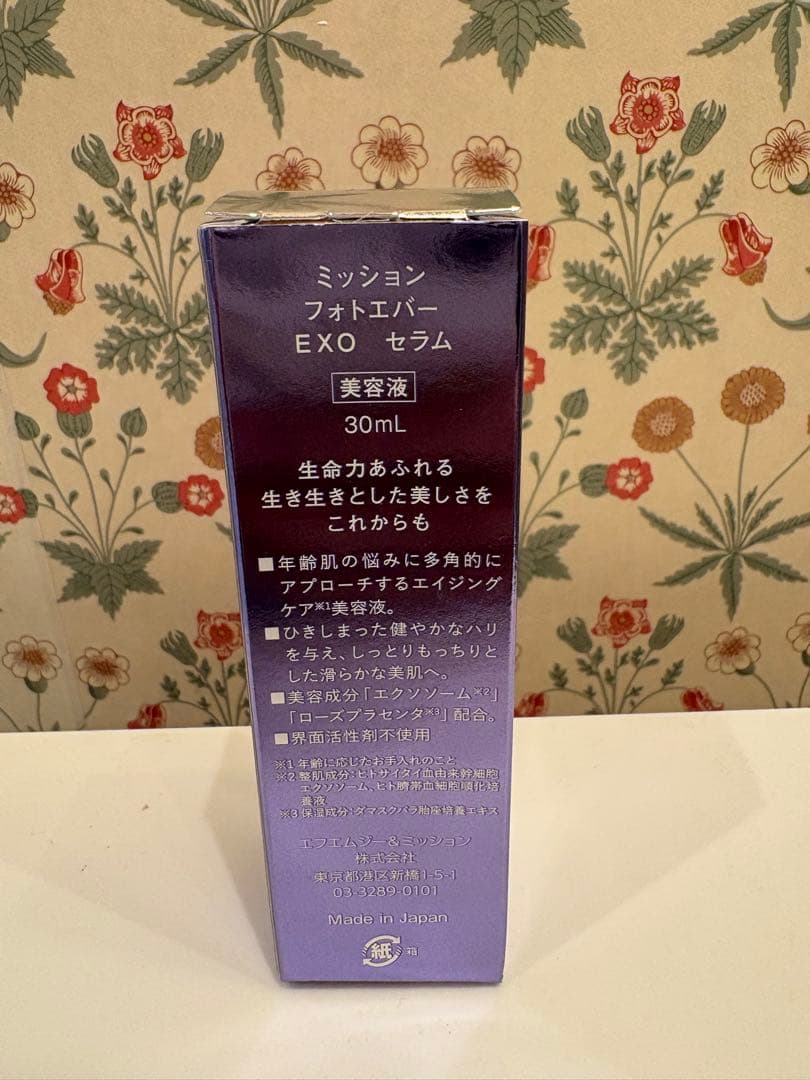 ミッション
フォトエバー
EXO セラム
美容液
30mL
生命力あふれる
生き生きとした美しさを
これからも
■年齢肌の悩みに多角的に
アプローチするエイジング
ケア※1美容液。
■ひきしまった健やかなハリ
を与え、しっとりもっちりと
した滑らかな美肌へ。
■美容成分「エクソソーム※2」
「ローズプラセンタ※3」配合。
■界面活性剤不使用
※1 年齢に応じたお手入れのこと
※2 整肌成分：ヒトサイタイ血由来幹細胞
エクソソーム、ヒト臍帯血細胞順化培
養液
※3 保湿成分：ダマスクバラ胎座培養エキス
エフエムジー&ミッション
株式会社
東京都港区新橋1-5-1
03-3289-0101
Made in Japan
紙 箱